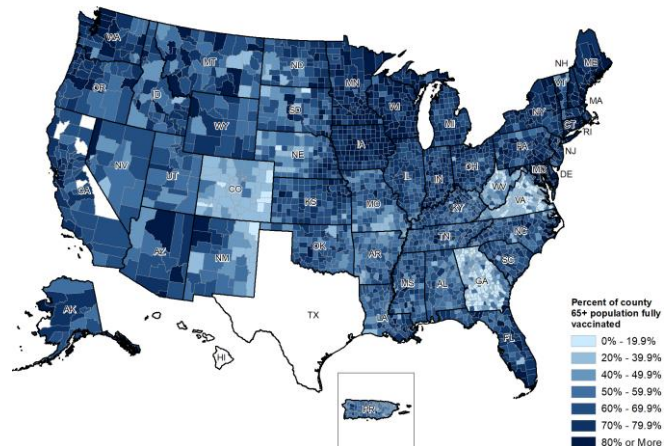 WA
MT
ND
MN
ME
NH
VT
OR
ID
SD
WI
NY
MA
WY
MI
CT
RI
IA
NE
PA
NJ
NV
OH
MD
DE
UT
CO
IL
IN
CA
WV
VA
KS
MO
KY
NC
TN
AZ
NM
OK
AR
SC
MS
AL
GA
AK
TX
LA
HI
FL
PR
Percent of county
65+ population fully
vaccinated
0% - 19.9%
20% - 39.9%
40% - 49.9%
50% - 59.9%
60% - 69.9%
70% - 79.9%
80% or More